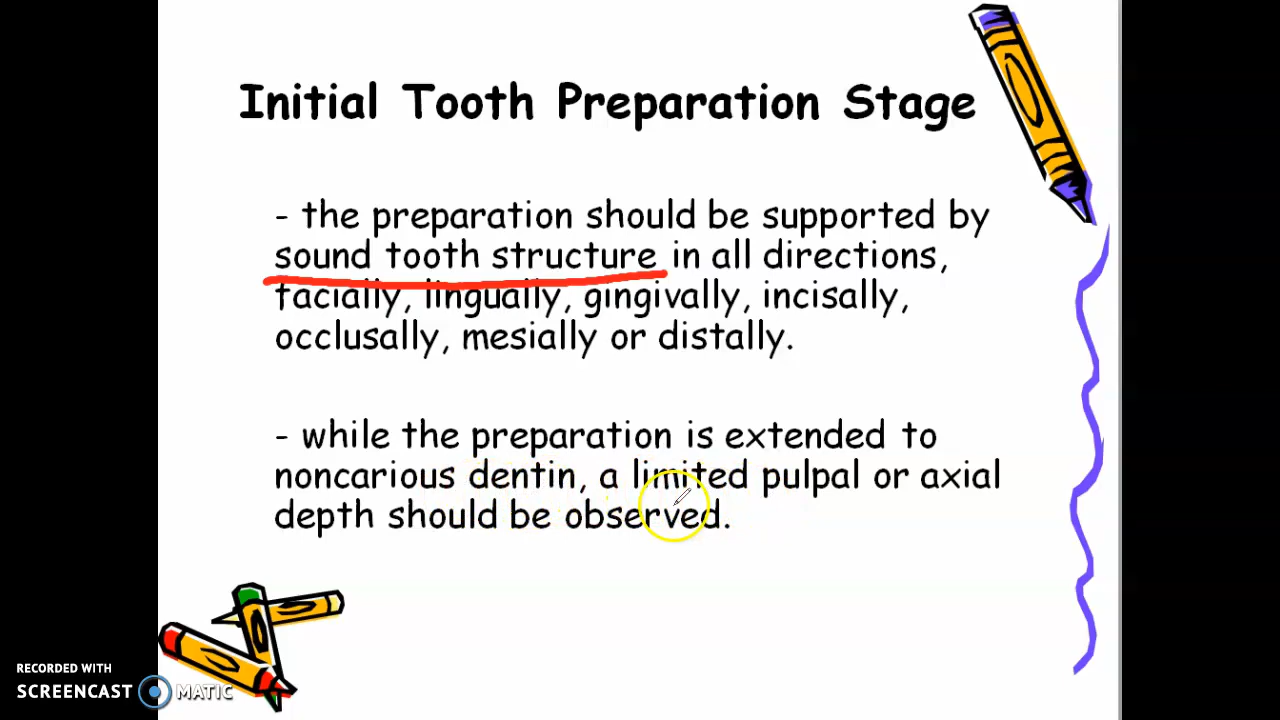 Initial Tooth Preparation Stage
- the preparation should be supported by
sound tooth structure in all directions,
facially, lingually, gingivally, incisally,
occlusally, mesially or distally.
- while the preparation is extended to
noncarious dentin, a limited pulpal or axial
depth should be observed.
RECORDED WITH
SCREENCAST MATIC